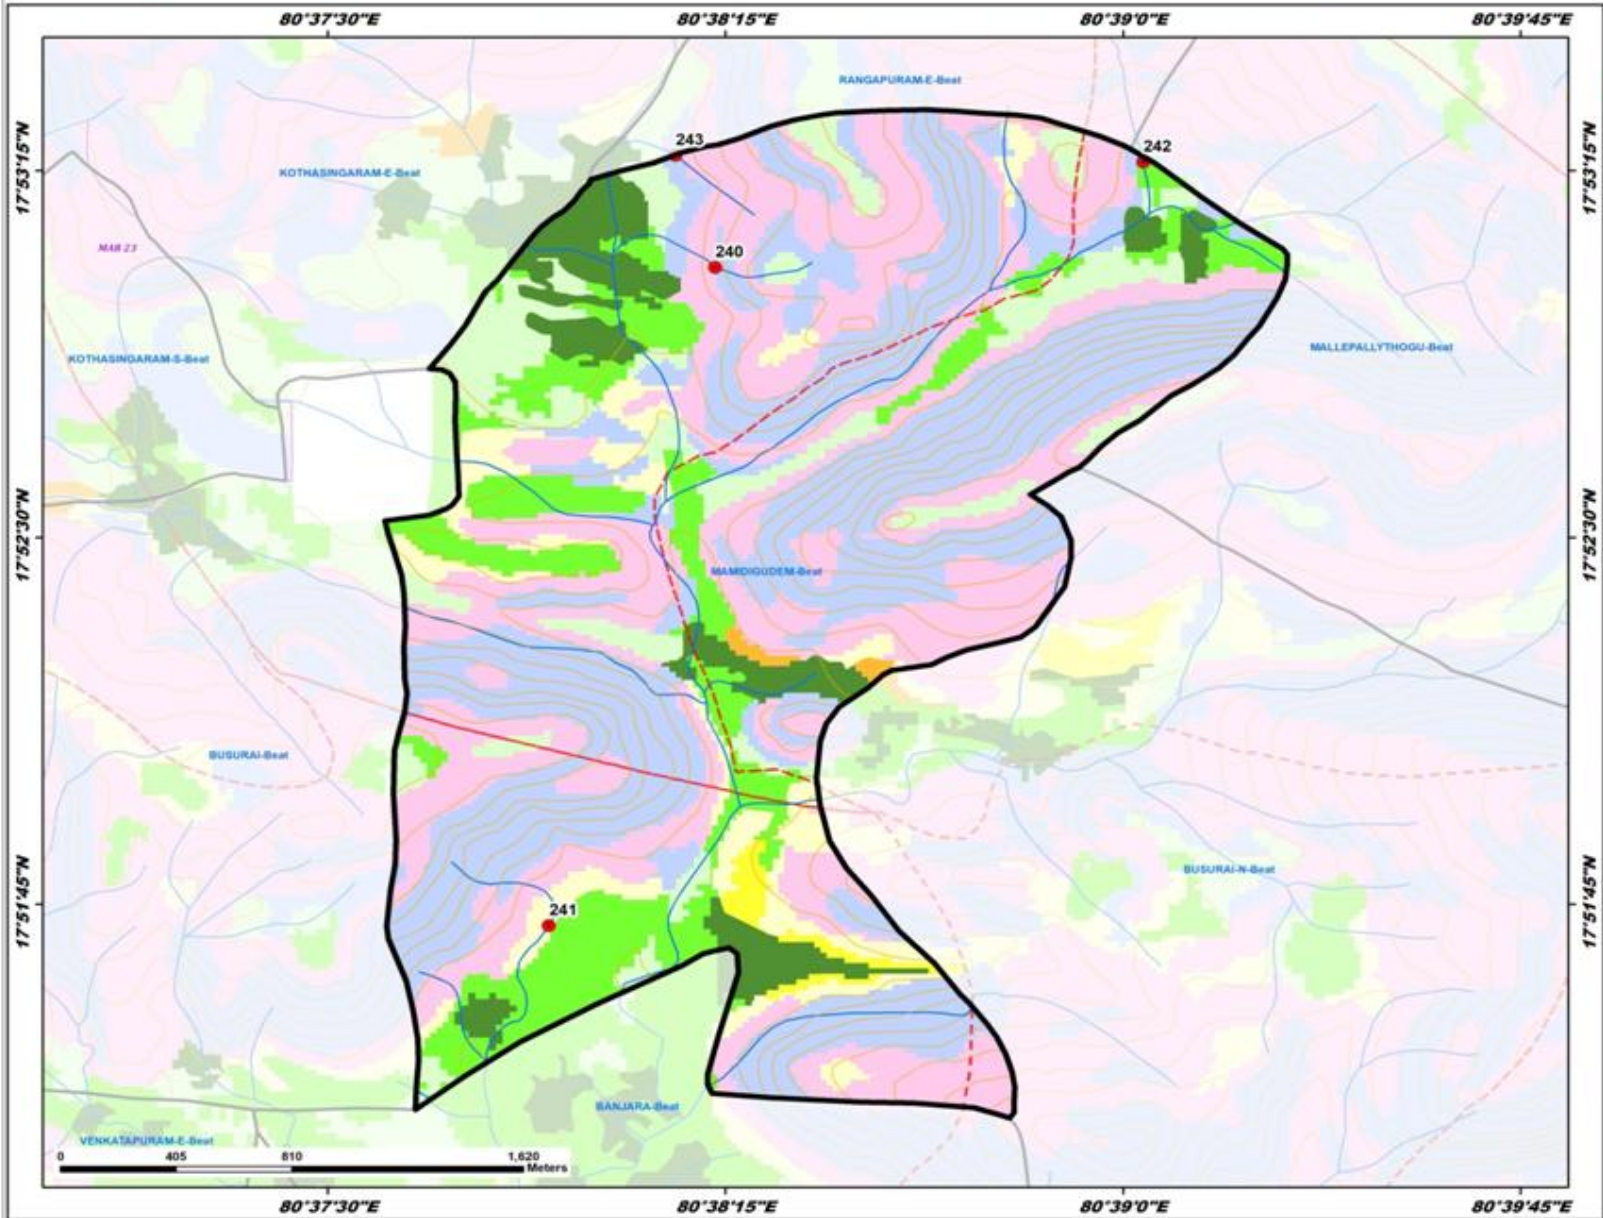 80°37'30"E 80°38'15"E 80°39'0"E 80°39'45"E
RANGAPURAM-E-Beat
243
242
17°53'15"N 17°53'15"N
KOTHASINGARAM-E-Beat
MAR 23
240
KOTHASINGARAM-S-Beat
MALLEPALLYTHOGU-Beat
17°52'30"N 17°52'30"N
MAMIDIGUDEM-Beat
BUSURAI-Beat
BUSURAI-N-Beat
241
17°51'45"N 17°51'45"N
BANJARA-Beat
VENKATAPURAM-E-Beat
0 405 810 1,620
Meters
80°37'30"E 80°38'15"E 80°39'0"E 80°39'45"E